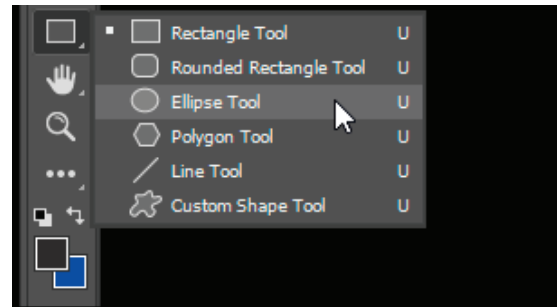 Rectangle Tool U
Rounded Rectangle Tool U
Ellipse Tool U
Polygon Tool U
Line Tool U
Custom Shape Tool U